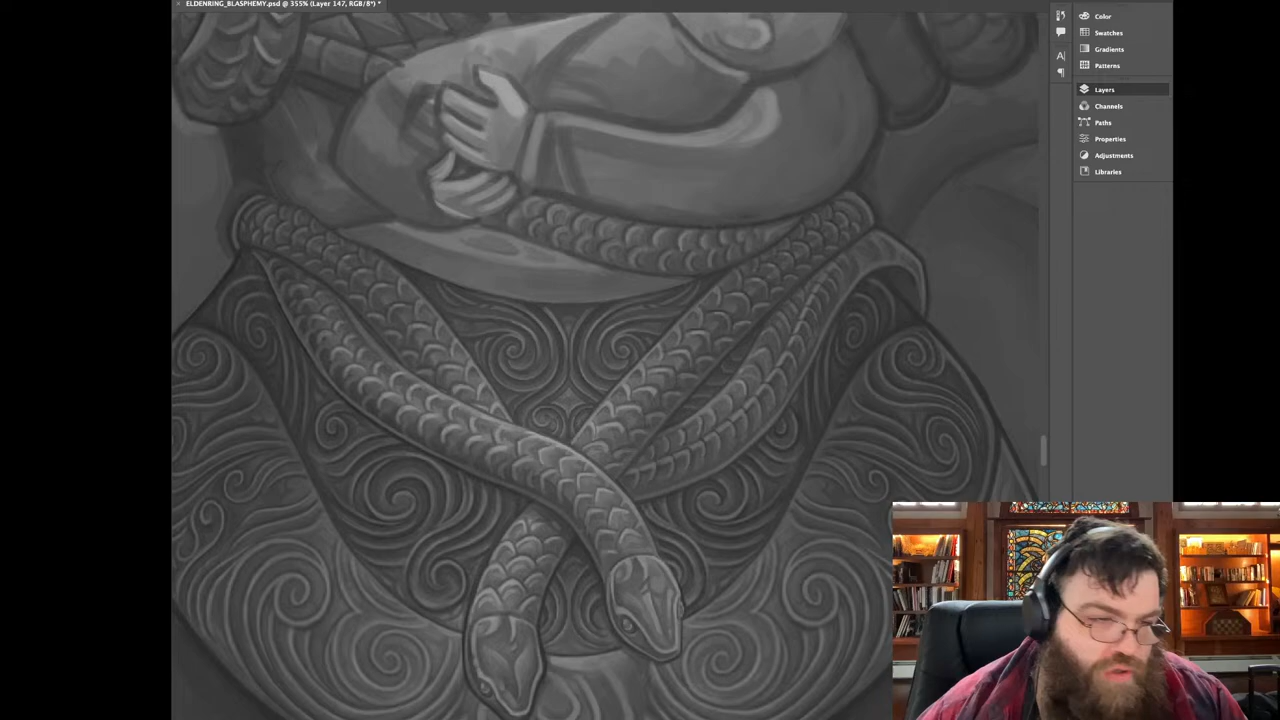 × ELDENRING_BLASPHEMY.psd @ 355% (Layer 147, RGB/8*) *
Color
Swatches
Gradients
Patterns
Layers
Channels
Paths
Properties
Adjustments
Libraries